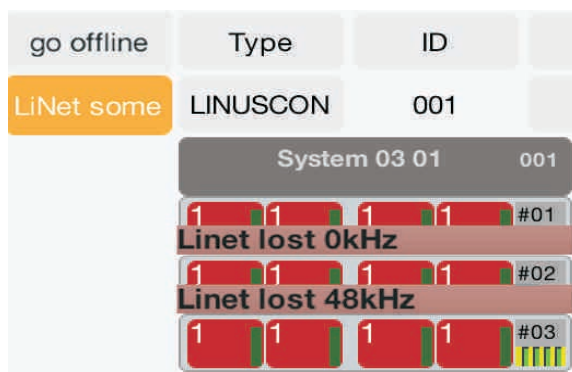 go offline Type ID
LiNet some LINUSCON 001
System 03 01 001
1 1 1 1 #01
Linet lost 0kHz
1 1 1 1 #02
Linet lost 48kHz
1 1 1 1 #03